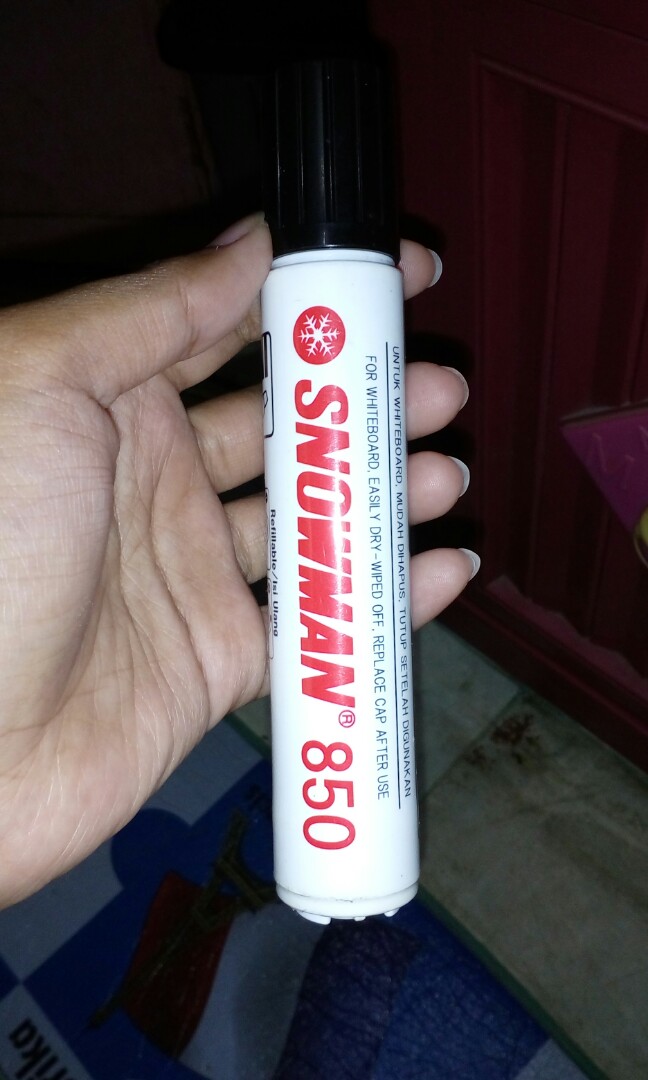 UNTUK WHITEBOARD, MUDAH DIHAPUS, TUTUP SETELAH DIGUNAKAN
FOR WHITEBOARD, EASILY DRY-WIPED OFF, REPLACE CAP AFTER USE
SNOWMAN® 850
Refillable/Isi Ulang